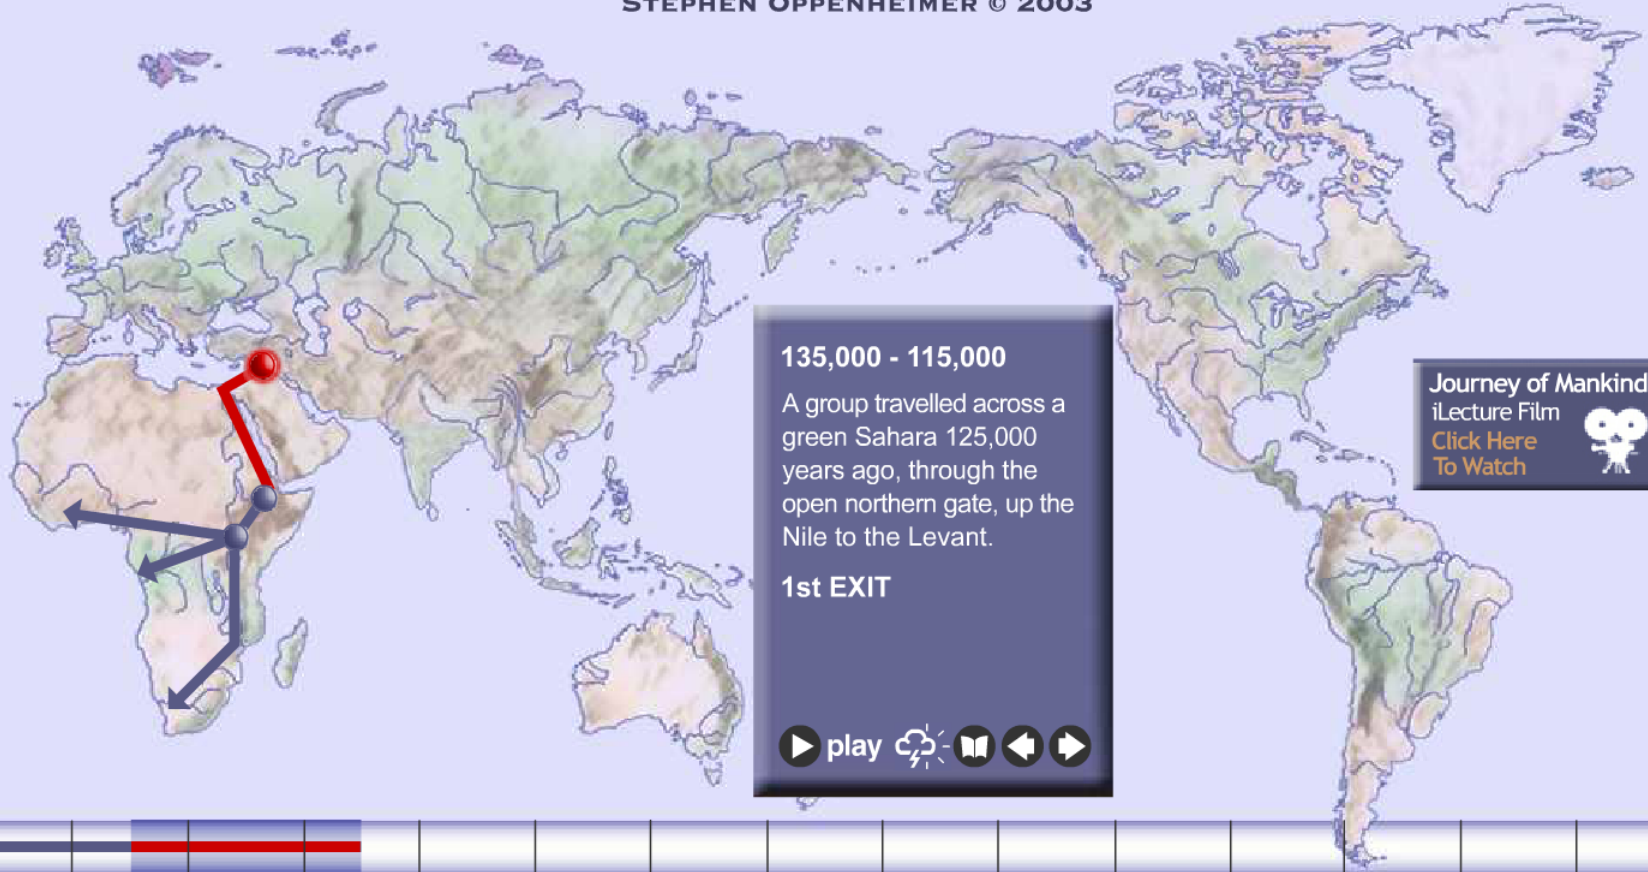 STEPHEN OPPENHEIMER © 2003
135,000 - 115,000
A group travelled across a
green Sahara 125,000
years ago, through the
open northern gate, up the
Nile to the Levant.
1st EXIT
play
Journey of Mankind
iLecture Film
Click Here
To Watch